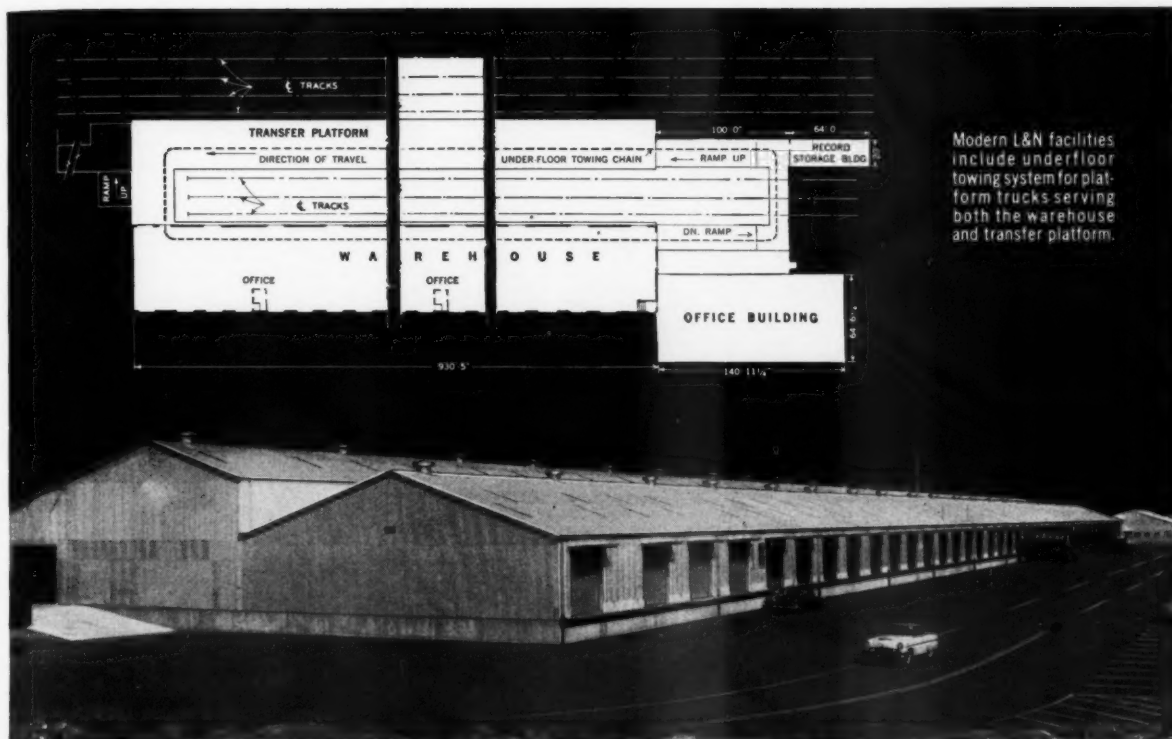 ℄ TRACKS
TRANSFER PLATFORM
DIRECTION OF TRAVEL
UNDER-FLOOR TOWING CHAIN
100'0"
64'0
RAMP UP
RECORD
STORAGE BLDG
RAMP
UP
℄ TRACKS
DN. RAMP
WAREHOUSE
OFFICE
OFFICE
OFFICE BUILDING
930'5"
140'11¼"
Modern L&N facilities
include underfloor
towing system for plat-
form trucks serving
both the warehouse
and transfer platform.